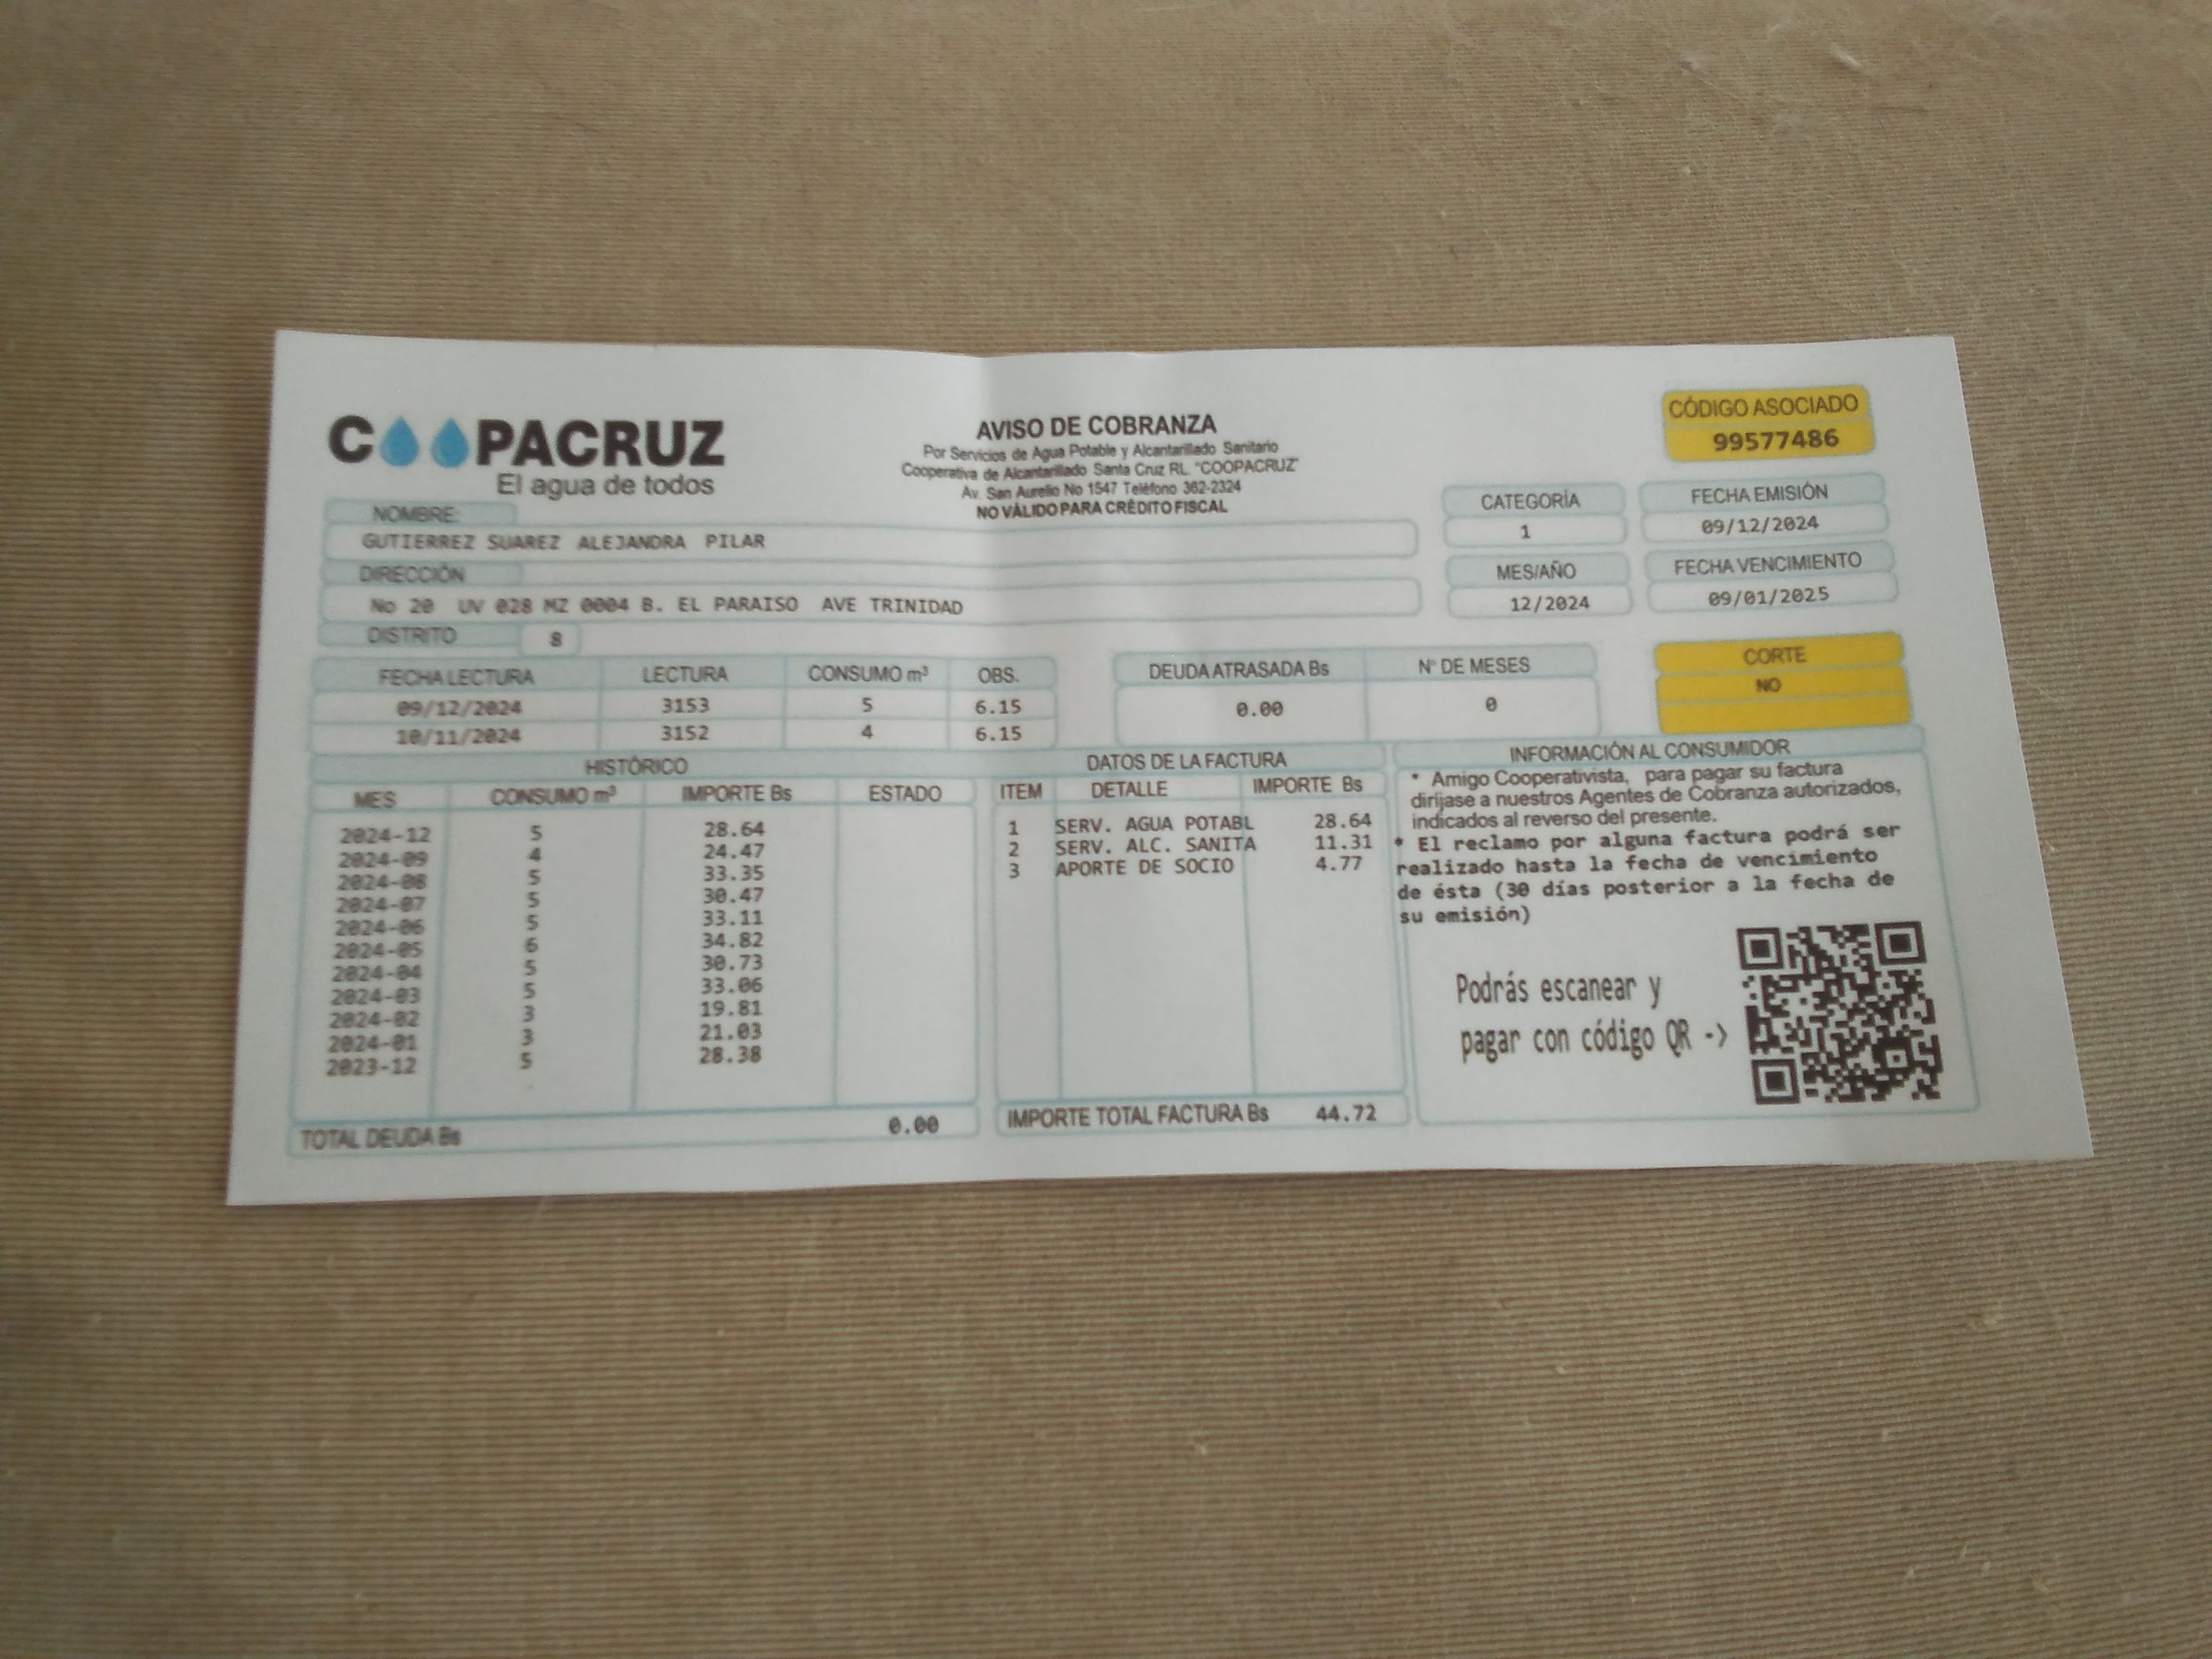 COOPACRUZ
El agua de todos
AVISO DE COBRANZA
Por Servicios de Agua Potable y Alcantarillado Sanitario
Cooperativa de Alcantarillado Santa Cruz RL. "COOPACRUZ"
Av. San Aurelio No 1547 Teléfono 362-2324
NO VÁLIDO PARA CRÉDITO FISCAL
CÓDIGO ASOCIADO
99577486
NOMBRE:
GUTIERREZ SUAREZ ALEJANDRA PILAR
DIRECCIÓN
No 20 UV 028 MZ 0004 B. EL PARAISO AVE TRINIDAD
DISTRITO 8
CATEGORÍA
1
FECHA EMISIÓN
09/12/2024
MES/AÑO
12/2024
FECHA VENCIMIENTO
09/01/2025
FECHA LECTURA LECTURA CONSUMO m³ OBS.
09/12/2024 3153 5 6.15
10/11/2024 3152 4 6.15
DEUDA ATRASADA Bs N° DE MESES
0.00 0
CORTE
NO
HISTÓRICO
MES CONSUMO m³ IMPORTE Bs ESTADO
2024-12 5 28.64
2024-09 4 24.47
2024-08 5 33.35
2024-07 5 30.47
2024-06 5 33.11
2024-05 6 34.82
2024-04 5 30.73
2024-03 5 33.06
2024-02 3 19.81
2024-01 3 21.03
2023-12 5 28.38
TOTAL DEUDA Bs 0.00
DATOS DE LA FACTURA
ITEM DETALLE IMPORTE Bs
1 SERV. AGUA POTABL 28.64
2 SERV. ALC. SANITA 11.31
3 APORTE DE SOCIO 4.77
IMPORTE TOTAL FACTURA Bs 44.72
INFORMACIÓN AL CONSUMIDOR
* Amigo Cooperativista, para pagar su factura
diríjase a nuestros Agentes de Cobranza autorizados,
indicados al reverso del presente.
* El reclamo por alguna factura podrá ser
realizado hasta la fecha de vencimiento
de ésta (30 días posterior a la fecha de
su emisión)
Podrás escanear y
pagar con código QR ->